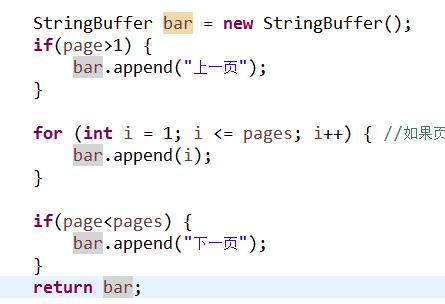 StringBuffer bar = new StringBuffer();
if(page>1) {
bar.append("上一页");
}
for (int i = 1; i <= pages; i++) { //如果页
bar.append(i);
}
if(page<pages) {
bar.append("下一页");
}
return bar;